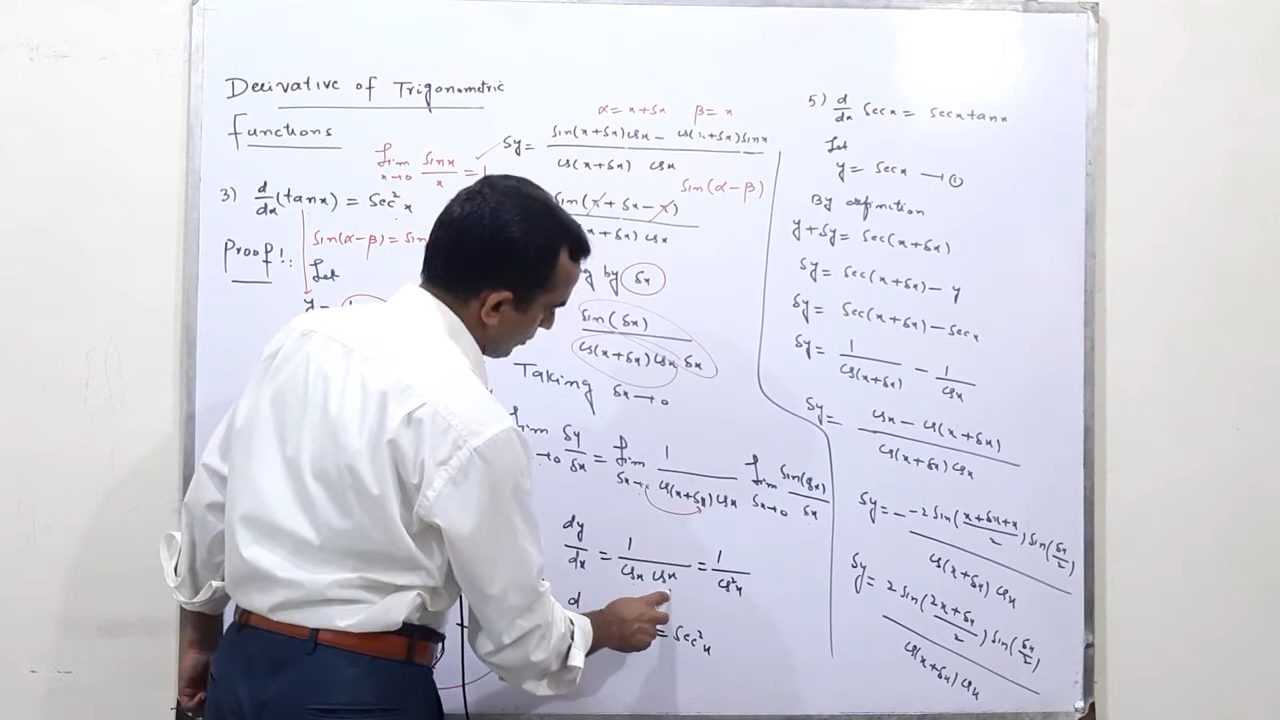 Derivative of Trigonometric
functions
Lim x→0 sinx/x = 1
3) d/dx (tanx) = Sec²x
Proof:
Sin(α-β) = Sin
Let
y =
α = x+δx β = x
δy = sin(x+δx)cosx - cos(x+δx)sinx / cos(x+δx) cosx
Sin(α-β)
sin(x+δx-x) / x+δx) cosx
by δx
sin(δx) / cos(x+δx) cosx δx
Taking δx→0
Lim →0 δy/δx = Lim δx→0 1 / cos(x+δx) cosx Lim δx→0 sin(δx) / δx
dy/dx = 1 / cosx cosx = 1 / cos²x
d = Sec²x
5) d/dx Secx = secx tanx
Let
y = Secx → ①
By definition
y+δy = Sec(x+δx)
δy = Sec(x+δx) - y
δy = Sec(x+δx) - Secx
δy = 1 / cos(x+δx) - 1 / cosx
δy = cosx - cos(x+δx) / cos(x+δx) cosx
δy = - -2 Sin(x+δx+x / 2) Sin(δx / 2) / cos(x+δx) cosx
δy = 2 sin(2x+δx / 2) sin(δx / 2) / cos(x+δx) cosx